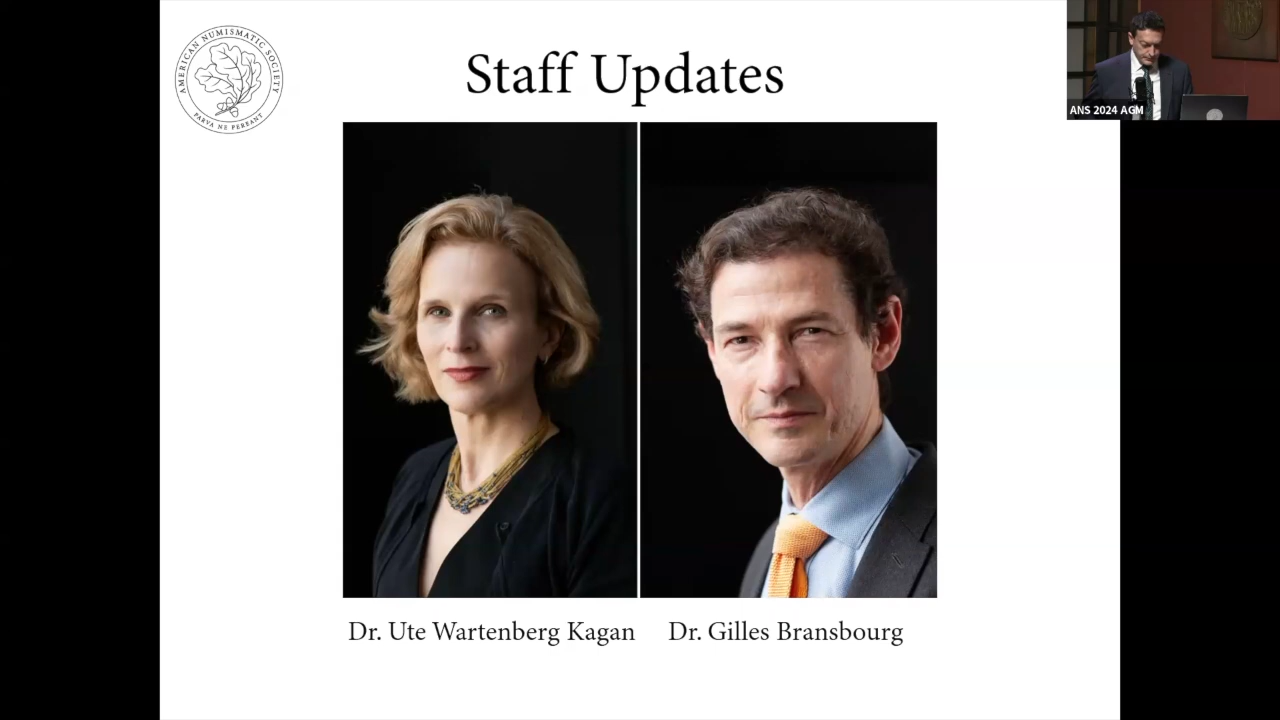 AMERICAN NUMISMATIC SOCIETY
PARVA NE PEREANT
Staff Updates
ANS 2024 AGM
Dr. Ute Wartenberg Kagan
Dr. Gilles Bransbourg